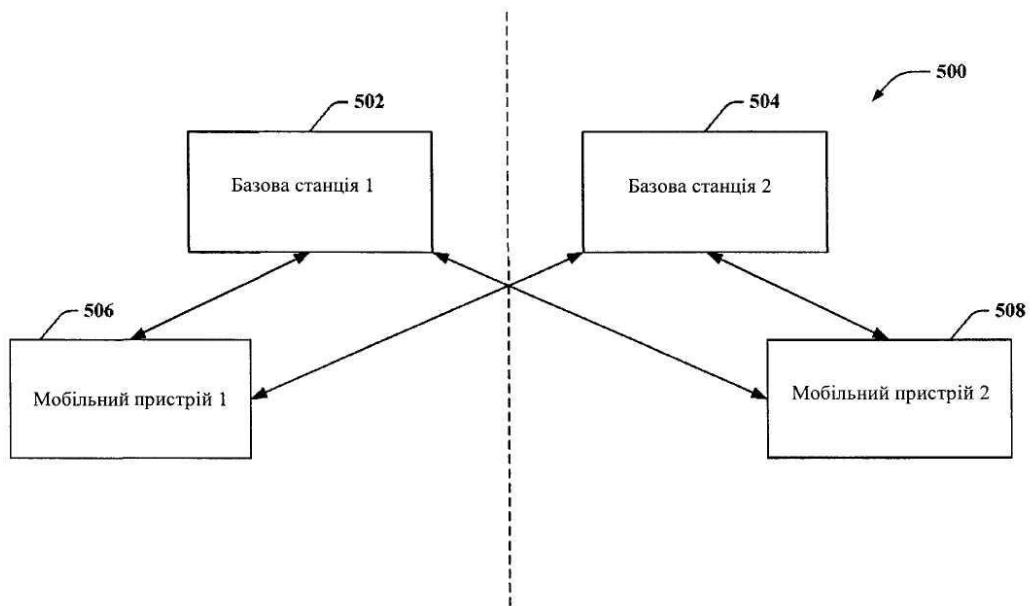 500
502
504
Базова станція 1
Базова станція 2
506
508
Мобільний пристрій 1
Мобільний пристрій 2